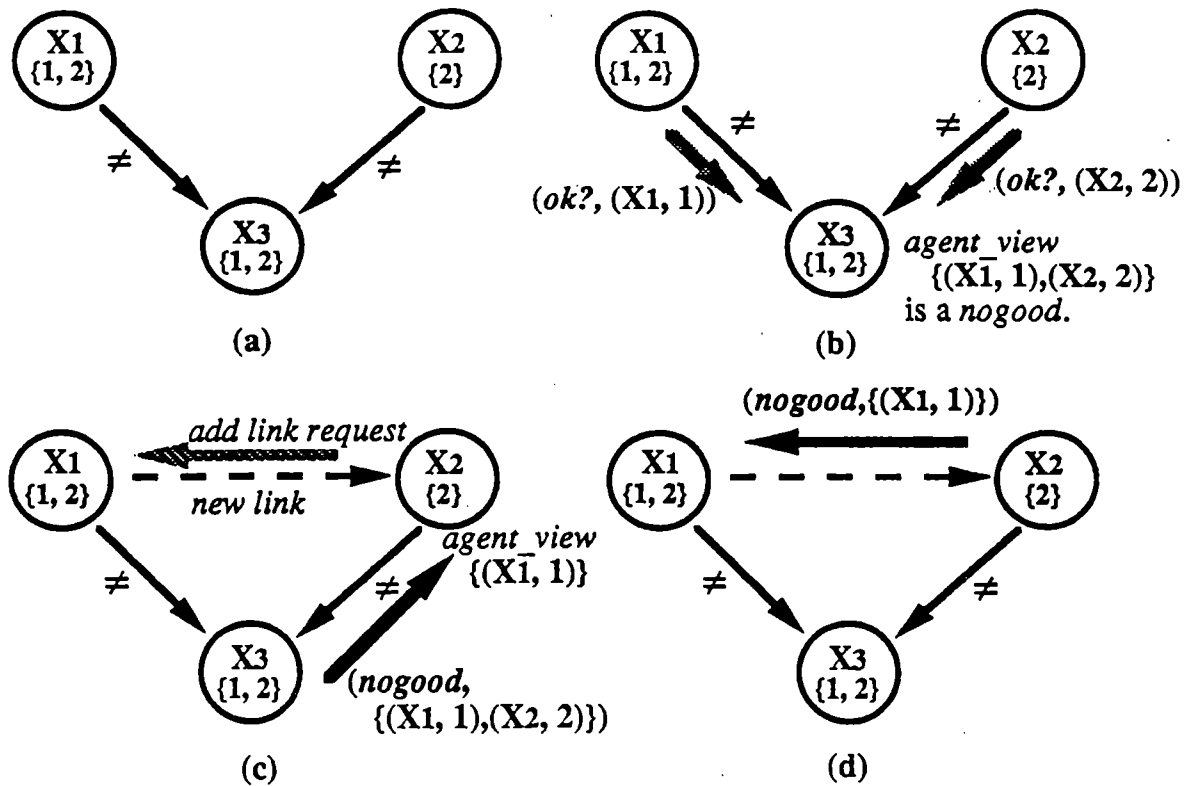 X1
{1, 2}
X2
{2}
≠
≠
X3
{1, 2}
(a)
X1
{1, 2}
X2
{2}
≠
≠
(ok?, (X1, 1))
(ok?, (X2, 2))
X3
{1, 2}
agent_view
{(X1, 1),(X2, 2)}
is a nogood.
(b)
add link request
X1
{1, 2}
X2
{2}
new link
agent_view
{(X1, 1)}
≠
≠
X3
{1, 2}
(nogood,
{(X1, 1),(X2, 2)})
(c)
(nogood,{(X1, 1)})
X1
{1, 2}
X2
{2}
≠
≠
X3
{1, 2}
(d)